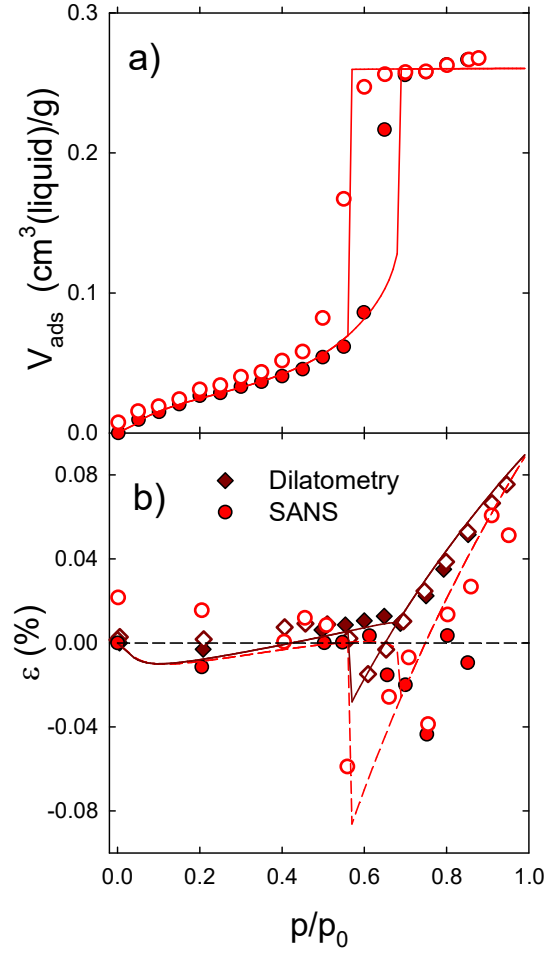 0.3
a)
0.2
0.1
0.0
V_ads (cm³(liquid)/g)
0.08
b)
Dilatometry
SANS
0.04
0.00
-0.04
-0.08
ε (%)
0.0 0.2 0.4 0.6 0.8 1.0
p/p₀